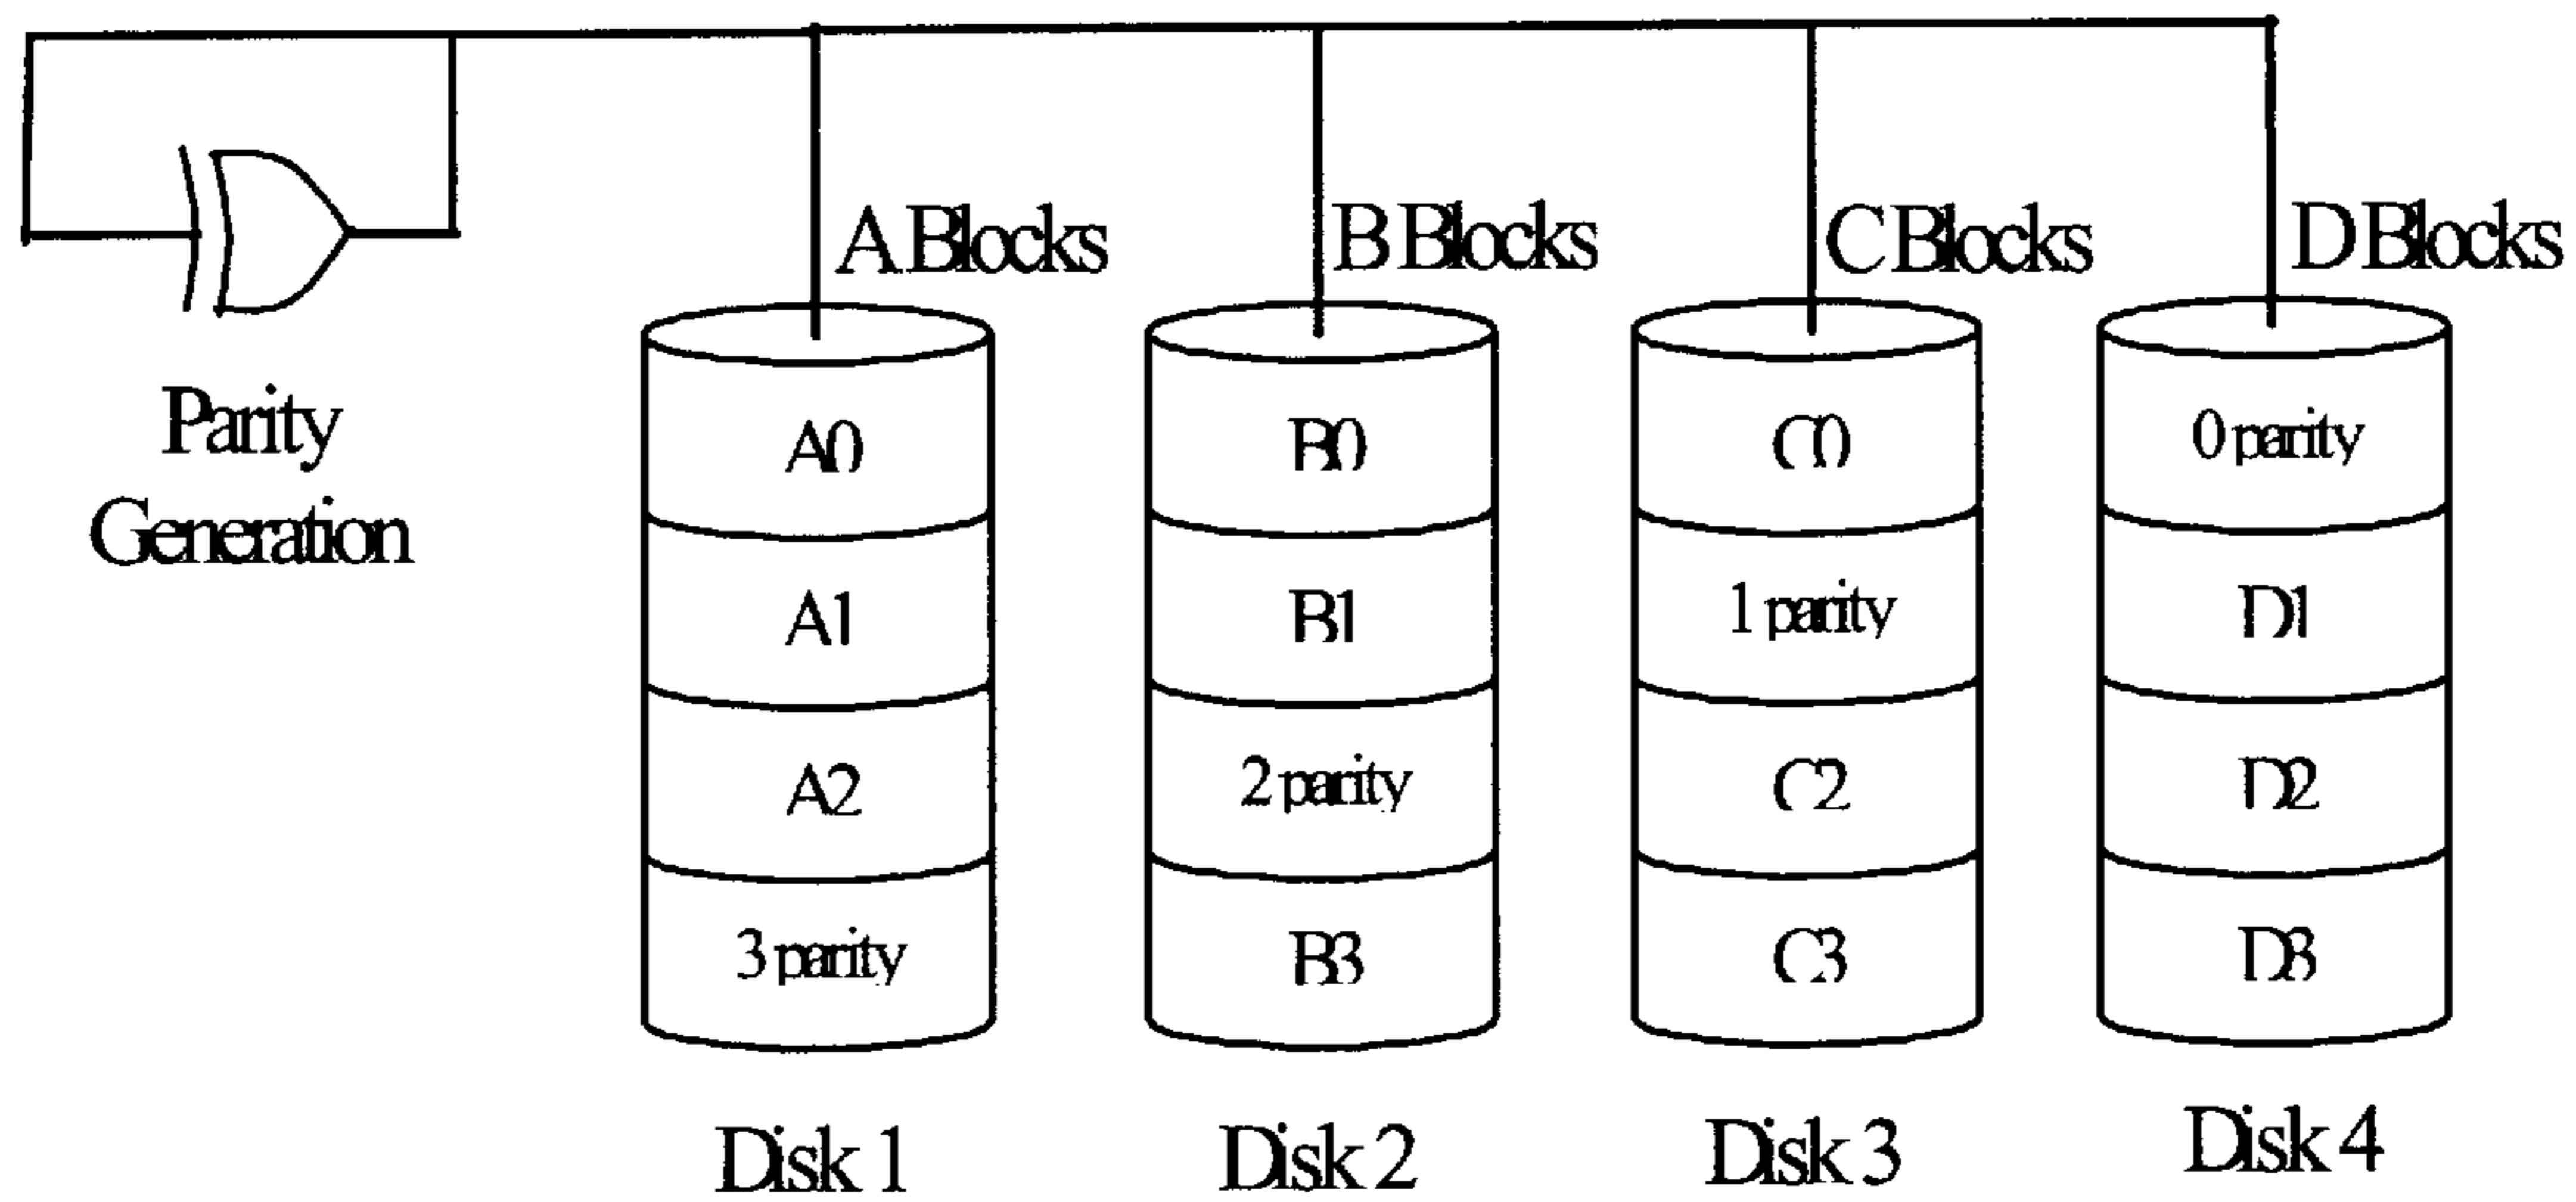 A Blocks
B Blocks
C Blocks
D Blocks
Parity
Generation
A0
B0
C0
0 parity
A1
B1
1 parity
D1
A2
2 parity
C2
D2
3 parity
B3
C3
D3
Disk 1
Disk 2
Disk 3
Disk 4